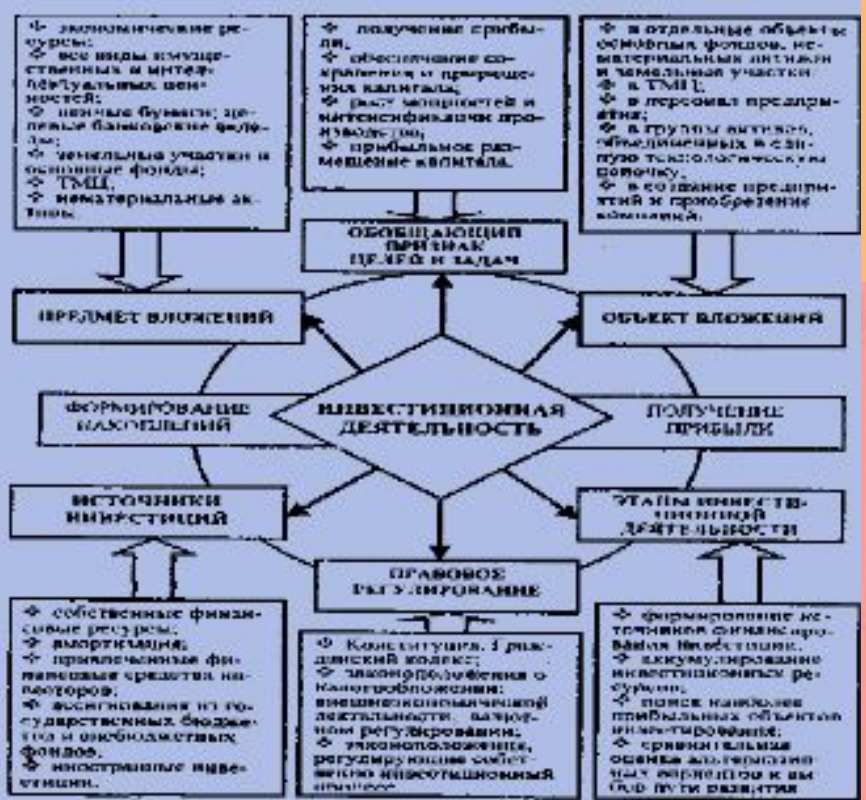 ❖ экономические ре-
сурсы;
❖ все виды имуще-
ственных и интел-
лектуальных цен-
ностей;
❖ ценные бумаги; це-
левые банковские вкла-
ды;
❖ земельные участки и
основные фонды;
❖ ТМЦ;
❖ нематериальные ак-
тивы.
❖ получение прибы-
ли;
❖ обеспечение со-
хранения и прираще-
ния капитала;
❖ рост мощностей и
интенсификации про-
изводства;
❖ прибыльное раз-
мещение капитала.
❖ в отдельные объекты
основных фондов, не-
материальных активов
и земельные участки;
❖ в ТМЦ;
❖ в персонал предпри-
ятия;
❖ в группы активов,
объединенных в еди-
ную технологическую
цепочку;
❖ в создание предпри-
ятий и приобретение
компаний.
ОБОБЩАЮЩИЙ
ПРИЗНАК
ЦЕЛЕЙ И ЗАДАЧ
ПРЕДМЕТ ВЛОЖЕНИЙ
ОБЪЕКТ ВЛОЖЕНИЙ
ФОРМИРОВАНИЕ
НАКОПЛЕНИЙ
ИНВЕСТИЦИОННАЯ
ДЕЯТЕЛЬНОСТЬ
ПОЛУЧЕНИЕ
ПРИБЫЛИ
ИСТОЧНИКИ
ИНВЕСТИЦИЙ
ЭТАПЫ ИНВЕСТИ-
ЦИОННОЙ
ДЕЯТЕЛЬНОСТИ
ПРАВОВОЕ
РЕГУЛИРОВАНИЕ
❖ собственные финан-
совые ресурсы;
❖ амортизация;
❖ привлеченные фи-
нансовые средства ин-
весторов;
❖ ассигнования из го-
сударственных бюдже-
тов и внебюджетных
фондов;
❖ иностранные инве-
стиции.
❖ Конституция, Граж-
данский кодекс;
❖ законоположения о
налогообложении;
внешнеэкономической
деятельности, валют-
ном регулировании;
❖ законоположения,
регулирующие собст-
венно инвестиционный
процесс
❖ формирование ис-
точников финансиро-
вания инвестиций;
❖ аккумулирование
инвестиционных ре-
сурсов;
❖ поиск наиболее
прибыльных объектов
инвестирования;
❖ сравнительная
оценка альтернатив-
ных вариантов и вы-
бор пути развития